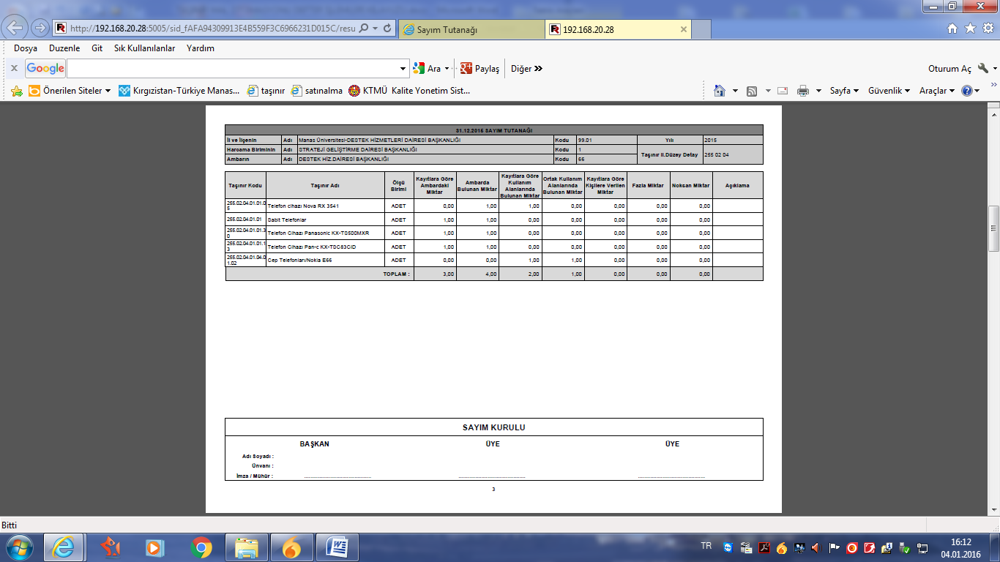 http://192.168.20.28:5005/sid_fAFA94309913E4B559F3C6966231D015C/resu
Sayım Tutanağı
192.168.20.28
Dosya Duzenle Git Sık Kullanılanlar Yardım
x Google Ara Paylaş Diğer »
Oturum Aç
Önerilen Siteler Kırgızistan-Türkiye Manas... taşınır satınalma KTMÜ Kalite Yonetim Sist...
Sayfa Güvenlik Araçlar
31.12.2015 SAYIM TUTANAĞI
İl ve İlçenin Adı Manas Üniversitesi-DESTEK HİZMETLERİ DAİRESİ BAŞKANLIĞI Kodu 99.01 Yılı 2015
Harcama Biriminin Adı STRATEJİ GELİŞTİRME DAİRESİ BAŞKANLIĞI Kodu 1 Taşınır II.Düzey Detay 255 02 04
Ambarın Adı DESTEK HİZ.DAİRESİ BAŞKANLIĞI Kodu 66
Taşınır Kodu Taşınır Adı Ölçü Birimi Kayıtlara Göre Ambardaki Miktar Ambarda Bulunan Miktar Kayıtlara Göre Kullanım Alanlarında Bulunan Miktar Ortak Kullanım Alanlarında Bulunan Miktar Kayıtlara Göre Kişilere Verilen Miktar Fazla Miktar Noksan Miktar Açıklama
255.02.04.01.01.05 Telefon cihazı Nova RX 3541 ADET 0,00 1,00 1,00 0,00 0,00 0,00 0,00
255.02.04.01.01 Sabit Telefonlar ADET 1,00 1,00 0,00 0,00 0,00 0,00 0,00
255.02.04.01.01.30 Telefon Cihazı Panasonic KX-TS500MXR ADET 1,00 1,00 0,00 0,00 0,00 0,00 0,00
255.02.04.01.01.13 Telefon Cihazı Pan-c KX-TSC83CID ADET 1,00 1,00 0,00 0,00 0,00 0,00 0,00
255.02.04.01.04.01.02 Cep Telefonları/Nokia E66 ADET 0,00 0,00 1,00 1,00 0,00 0,00 0,00
TOPLAM : 3,00 4,00 2,00 1,00 0,00 0,00 0,00
SAYIM KURULU
BAŞKAN ÜYE ÜYE
Adı Soyadı :
Ünvanı :
İmza / Mühür :
3
Bitti
TR
16:12
04.01.2016